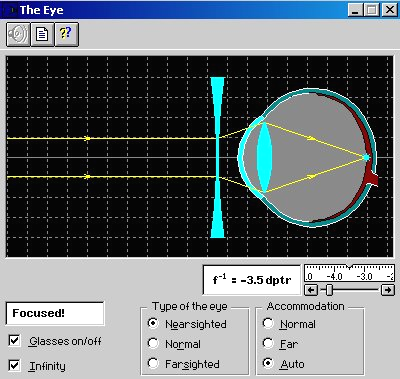 The Eye
??
f⁻¹ = -3.5 dptr
.0 -4.0 -3.0 -2
Focused!
Glasses on/off
Infinity
Type of the eye
Nearsighted
Normal
Farsighted
Accommodation
Normal
Far
Auto